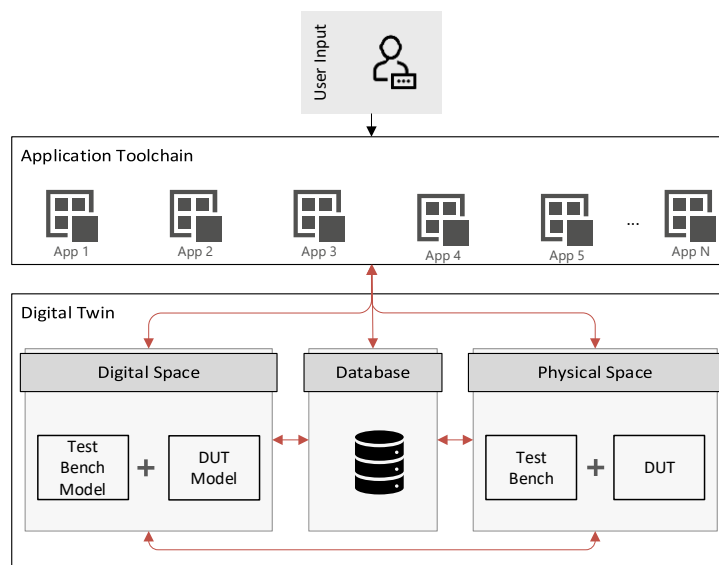 User Input
Application Toolchain
App 1
App 2
App 3
App 4
App 5
...
App N
Digital Twin
Digital Space
Database
Physical Space
Test
Bench
Model
+
DUT
Model
Test
Bench
+
DUT